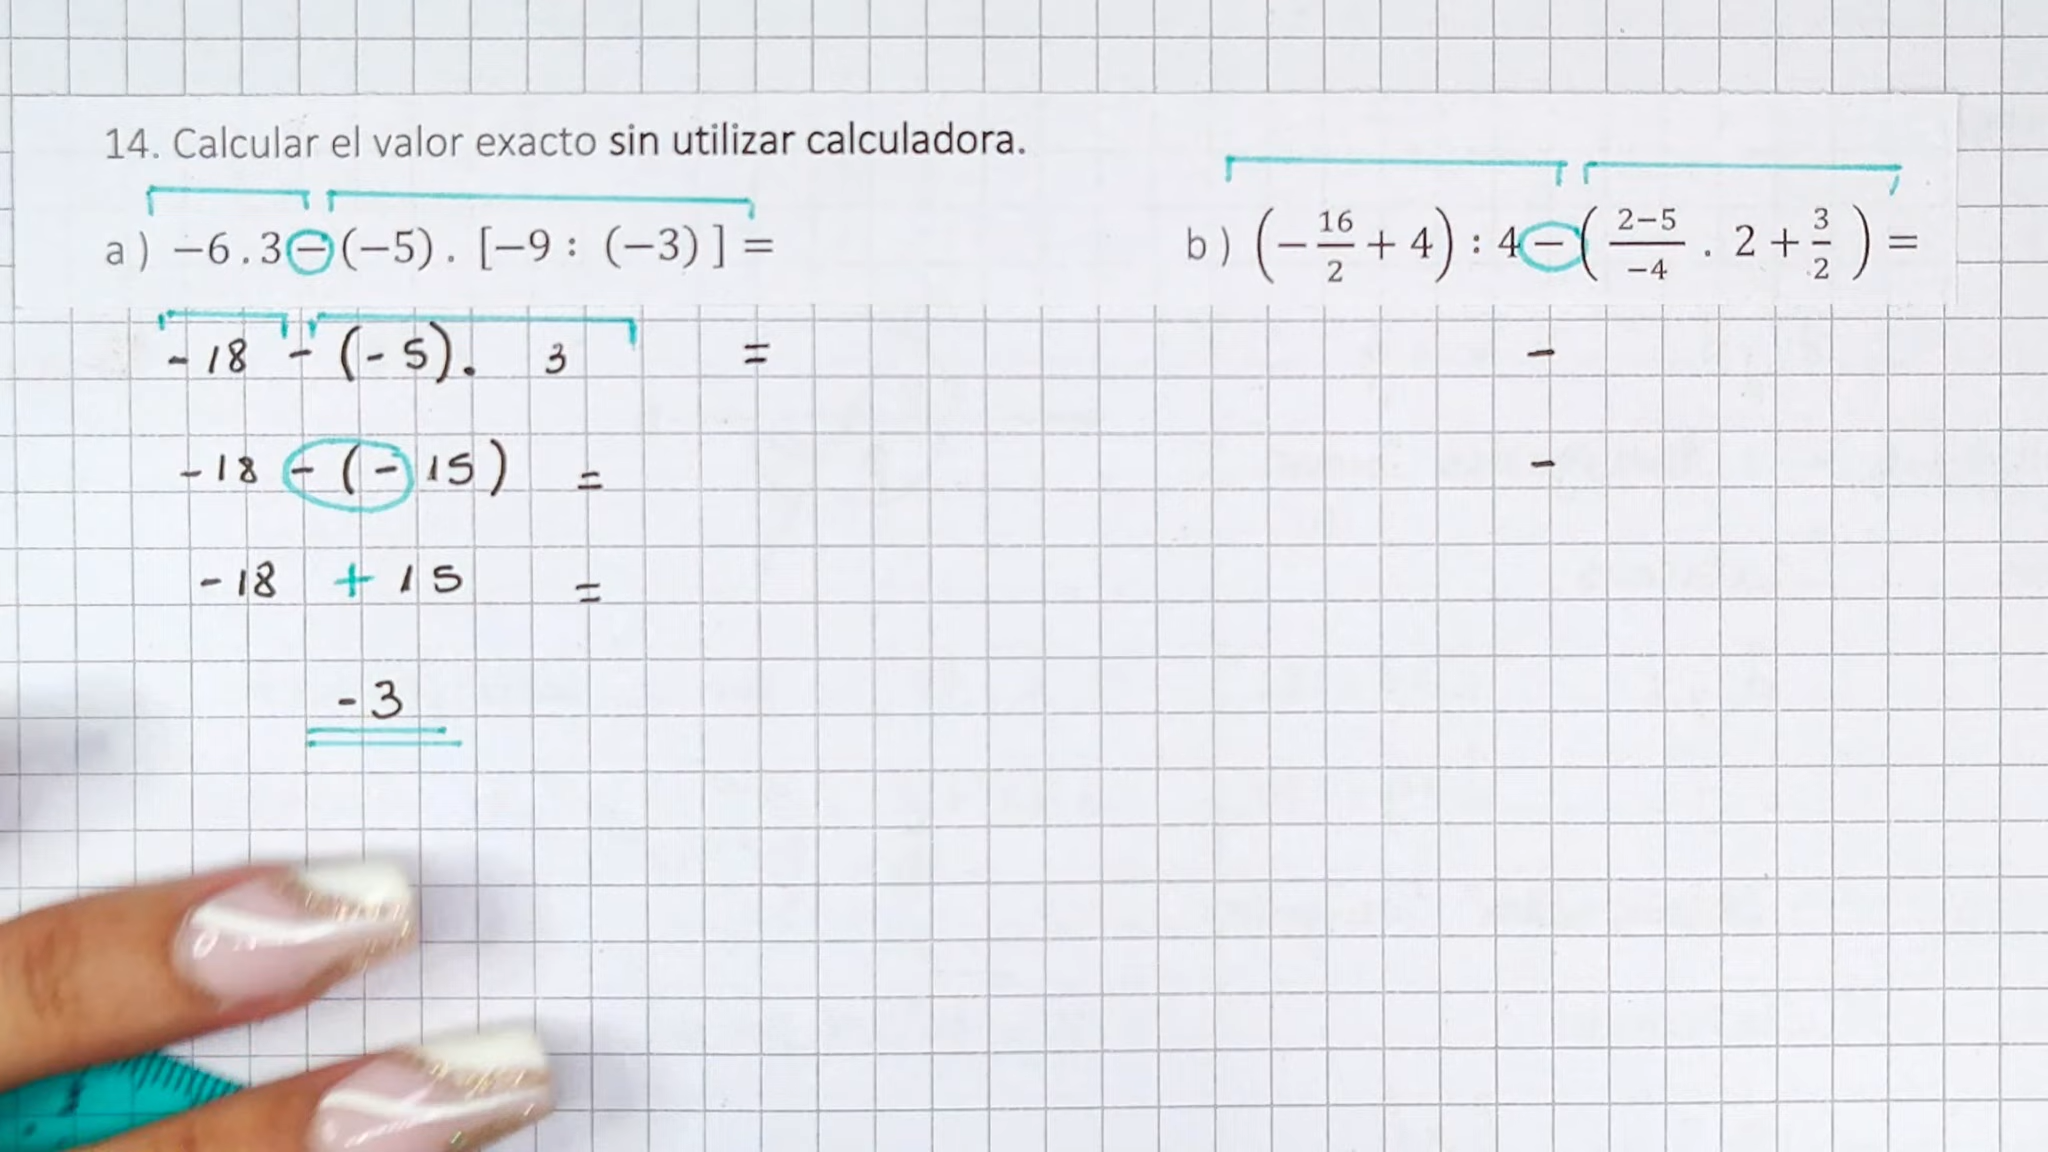 14. Calcular el valor exacto sin utilizar calculadora.
a) −6.3−(−5).[−9:(−3)]=
b) (−16/2+4):4−(2−5/−4 . 2+3/2)=
-18 - (-5). 3 =
-
-18 -(-15) =
-
-18 + 15 =
-3